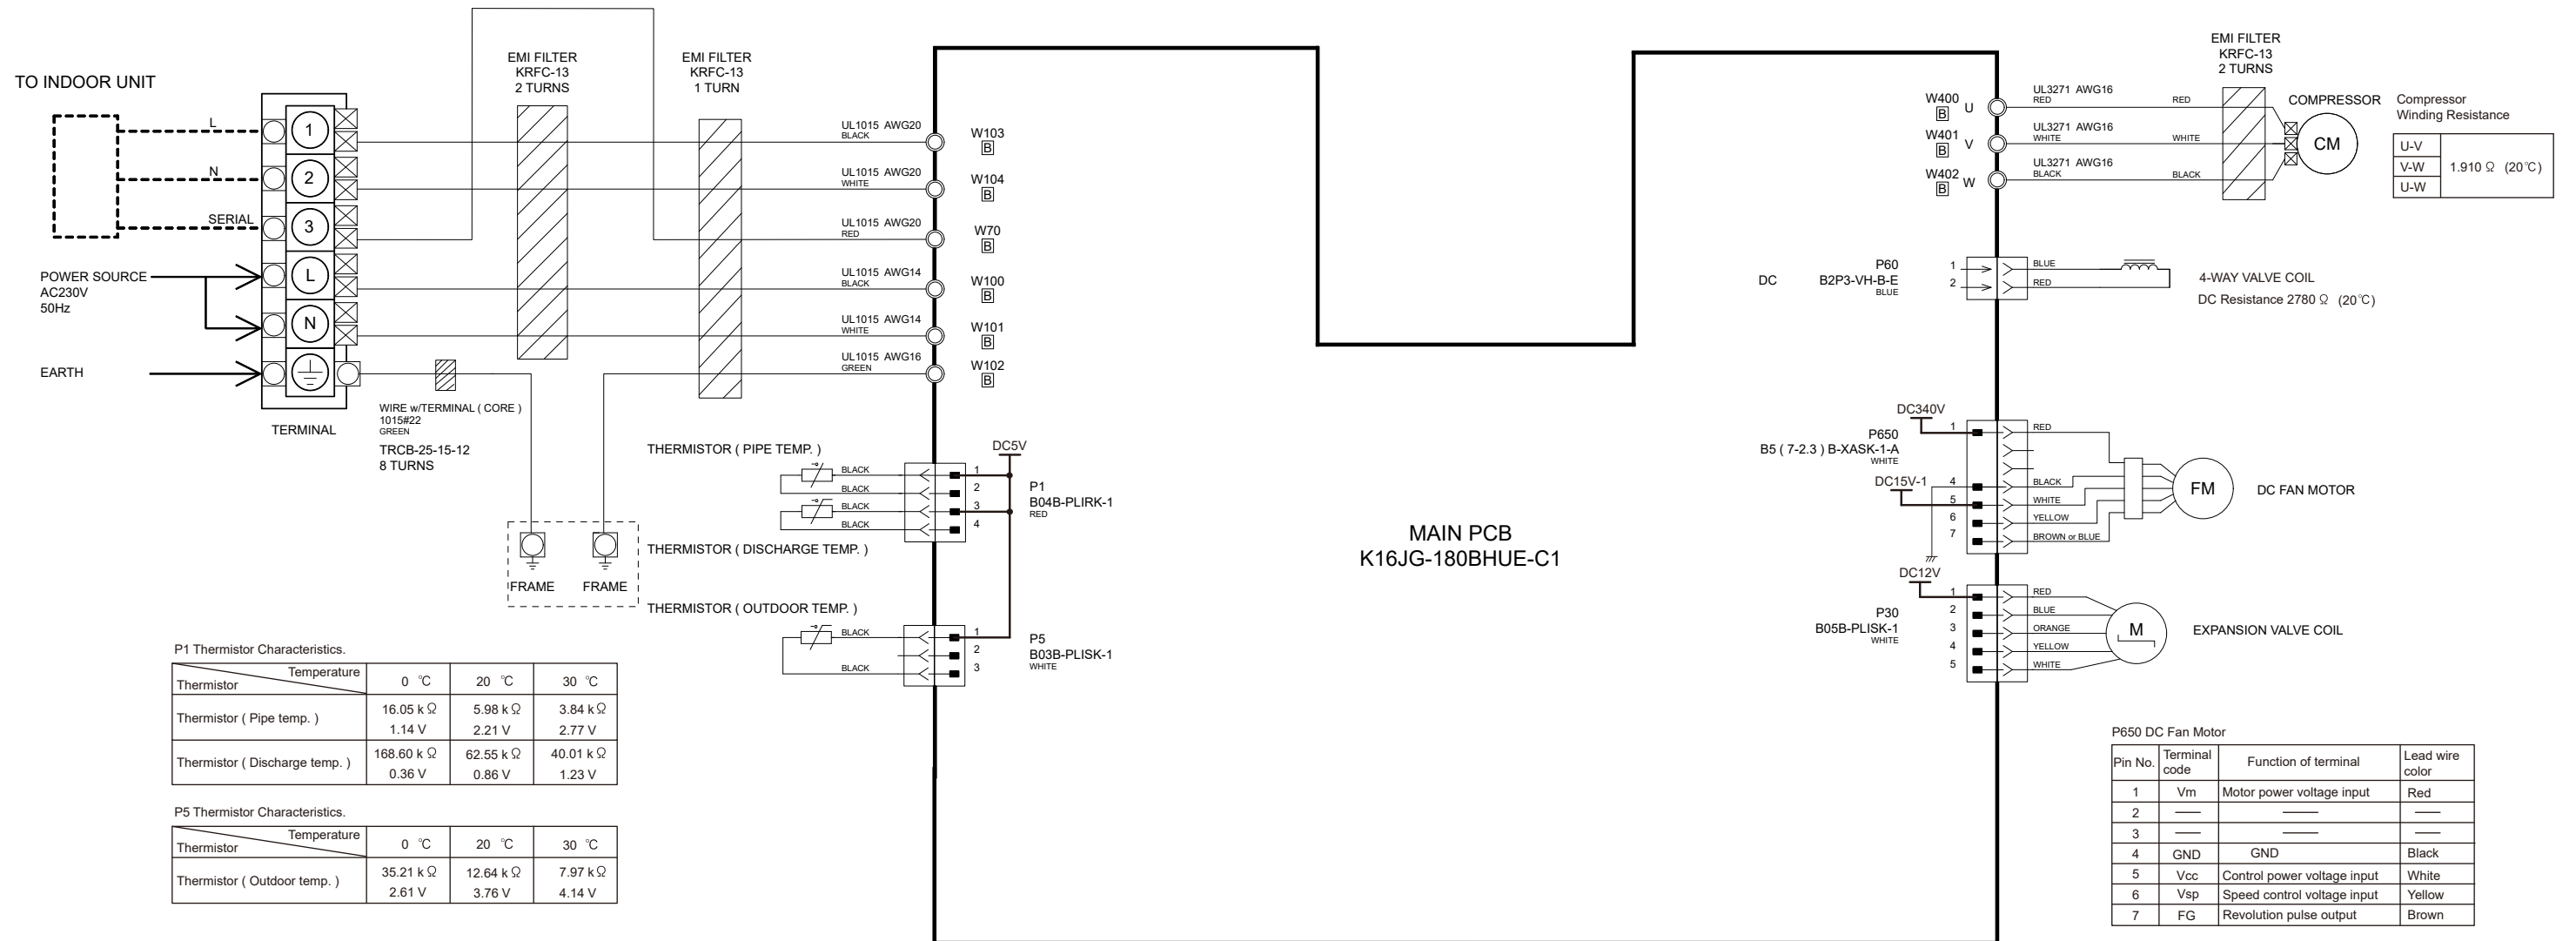 TO INDOOR UNIT
L
N
SERIAL
POWER SOURCE
AC230V
50Hz
EARTH
1
2
3
L
N
TERMINAL
EMI FILTER
KRFC-13
2 TURNS
EMI FILTER
KRFC-13
1 TURN
WIRE w/TERMINAL ( CORE )
1015#22
GREEN
TRCB-25-15-12
8 TURNS
FRAME
FRAME
UL1015 AWG20
BLACK
W103
B
UL1015 AWG20
WHITE
W104
B
UL1015 AWG20
RED
W70
B
UL1015 AWG14
BLACK
W100
B
UL1015 AWG14
WHITE
W101
B
UL1015 AWG16
GREEN
W102
B
THERMISTOR ( PIPE TEMP. )
DC5V
BLACK 1
BLACK 2
BLACK 3
BLACK 4
P1
B04B-PLIRK-1
RED
THERMISTOR ( DISCHARGE TEMP. )
THERMISTOR ( OUTDOOR TEMP. )
BLACK 1
2
BLACK 3
P5
B03B-PLISK-1
WHITE
MAIN PCB
K16JG-180BHUE-C1
EMI FILTER
KRFC-13
2 TURNS
W400 U
B
UL3271 AWG16
RED RED
W401 V
B
UL3271 AWG16
WHITE WHITE
W402 W
B
UL3271 AWG16
BLACK BLACK
COMPRESSOR
CM
Compressor
Winding Resistance
U-V
V-W 1.910 Ω (20℃)
U-W
DC
P60
B2P3-VH-B-E
BLUE
1 BLUE
2 RED
4-WAY VALVE COIL
DC Resistance 2780 Ω (20℃)
DC340V
P650
B5 ( 7-2.3 ) B-XASK-1-A
WHITE
DC15V-1
1 RED
4 BLACK
5 WHITE
6 YELLOW
7 BROWN or BLUE
FM
DC FAN MOTOR
DC12V
P30
B05B-PLISK-1
WHITE
1 RED
2 BLUE
3 ORANGE
4 YELLOW
5 WHITE
M
EXPANSION VALVE COIL
P1 Thermistor Characteristics.
Temperature
Thermistor 0 ℃ 20 ℃ 30 ℃
Thermistor ( Pipe temp. ) 16.05 k Ω 5.98 k Ω 3.84 k Ω
1.14 V 2.21 V 2.77 V
Thermistor ( Discharge temp. ) 168.60 k Ω 62.55 k Ω 40.01 k Ω
0.36 V 0.86 V 1.23 V
P5 Thermistor Characteristics.
Temperature
Thermistor 0 ℃ 20 ℃ 30 ℃
Thermistor ( Outdoor temp. ) 35.21 k Ω 12.64 k Ω 7.97 k Ω
2.61 V 3.76 V 4.14 V
P650 DC Fan Motor
Pin No. Terminal code Function of terminal Lead wire color
1 Vm Motor power voltage input Red
2 —— —— ——
3 —— —— ——
4 GND GND Black
5 Vcc Control power voltage input White
6 Vsp Speed control voltage input Yellow
7 FG Revolution pulse output Brown